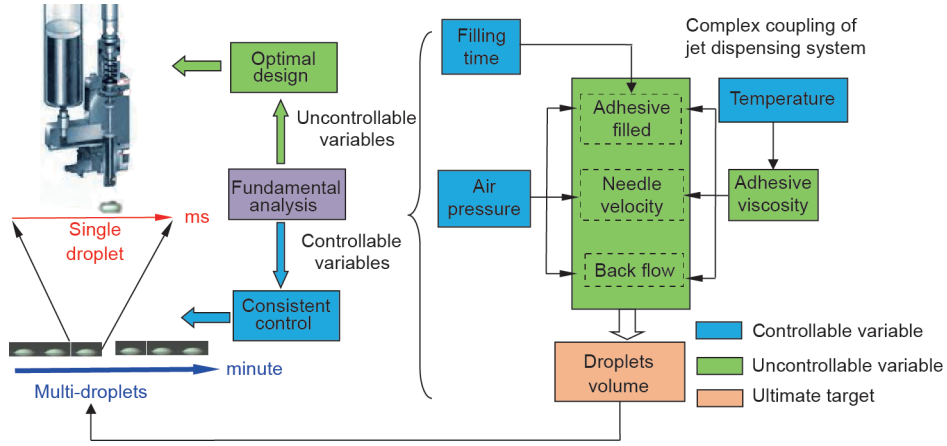 Optimal
design
Uncontrollable
variables
Fundamental
analysis
Controllable
variables
Consistent
control
ms
Single
droplet
minute
Multi-droplets
Complex coupling of
jet dispensing system
Filling
time
Adhesive
filled
Temperature
Air
pressure
Needle
velocity
Adhesive
viscosity
Back flow
Droplets
volume
Controllable variable
Uncontrollable variable
Ultimate target